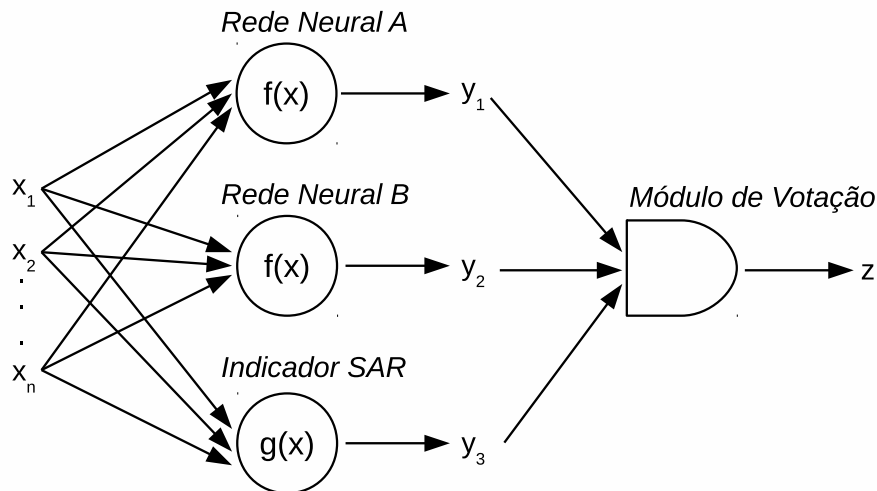 Rede Neural A
f(x)
y1
x1
Rede Neural B
Módulo de Votação
x2
f(x)
y2
z
.
.
.
xn
Indicador SAR
g(x)
y3